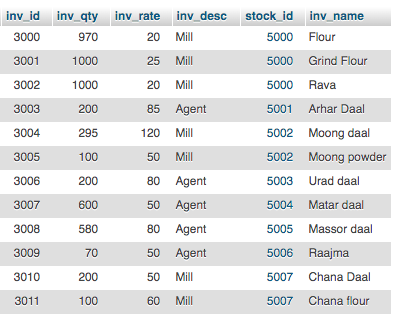 inv_id inv_qty inv_rate inv_desc stock_id inv_name
3000 970 20 Mill 5000 Flour
3001 1000 25 Mill 5000 Grind Flour
3002 1000 20 Mill 5000 Rava
3003 200 85 Agent 5001 Arhar Daal
3004 295 120 Mill 5002 Moong daal
3005 100 50 Mill 5002 Moong powder
3006 200 80 Agent 5003 Urad daal
3007 600 50 Agent 5004 Matar daal
3008 580 80 Agent 5005 Massor daal
3009 70 50 Agent 5006 Raajma
3010 200 50 Mill 5007 Chana Daal
3011 100 60 Mill 5007 Chana flour